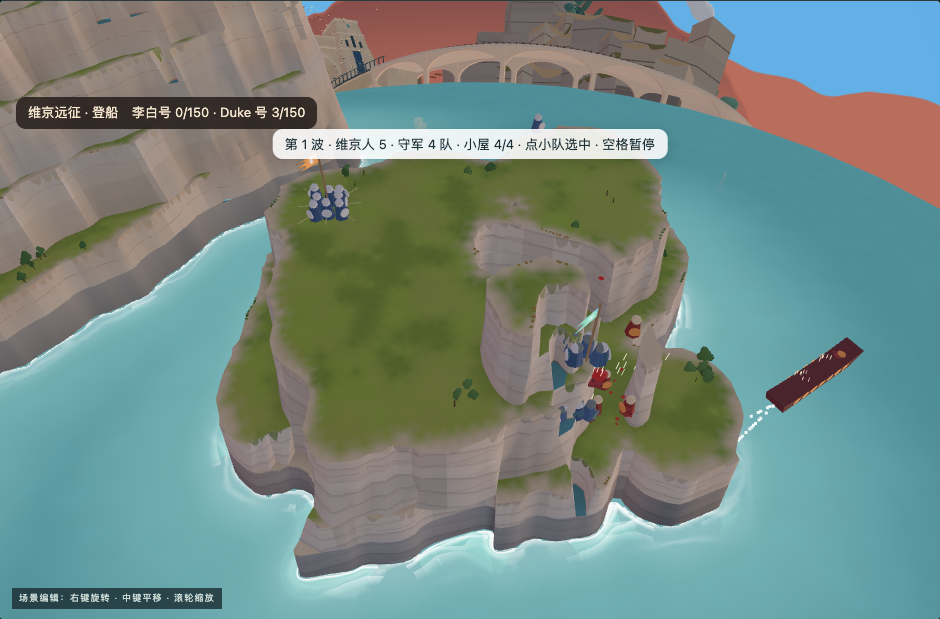 维京远征 · 登船 李白号 0/150 · Duke 号 3/150
第 1 波 · 维京人 5 · 守军 4 队 · 小屋 4/4 · 点小队选中 · 空格暂停
场景编辑：右键旋转 · 中键平移 · 滚轮缩放